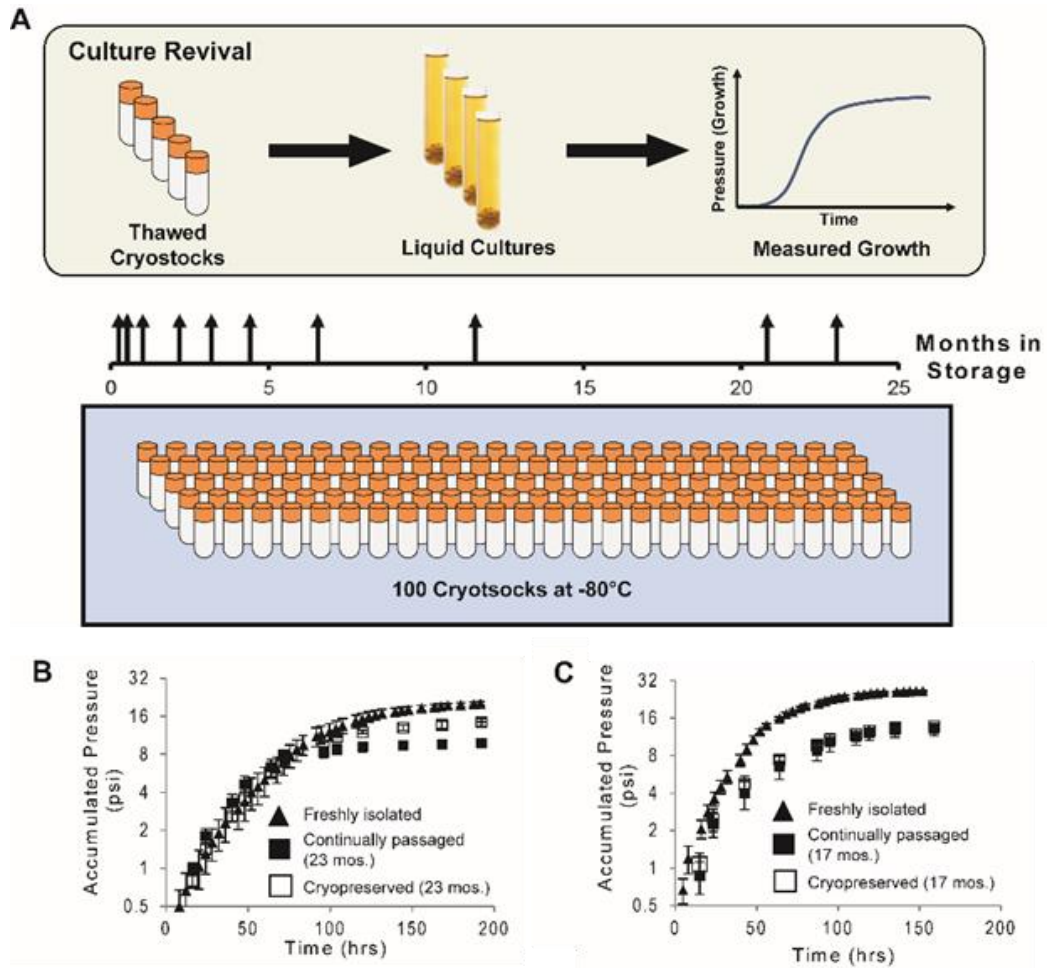 A
Culture Revival
Thawed
Cryostocks
Liquid Cultures
Pressure (Growth)
Time
Measured Growth
0
5
10
15
20
25
Months in
Storage
100 Cryotsocks at -80°C
B
Accumulated Pressure
(psi)
32
16
8
4
2
1
0.5
Freshly isolated
Continually passaged
(23 mos.)
Cryopreserved (23 mos.)
0
50
100
150
200
Time (hrs)
C
Accumulated Pressure
(psi)
32
16
8
4
2
1
0.5
Freshly isolated
Continually passaged
(17 mos.)
Cryopreserved (17 mos.)
0
50
100
150
200
Time (hrs)